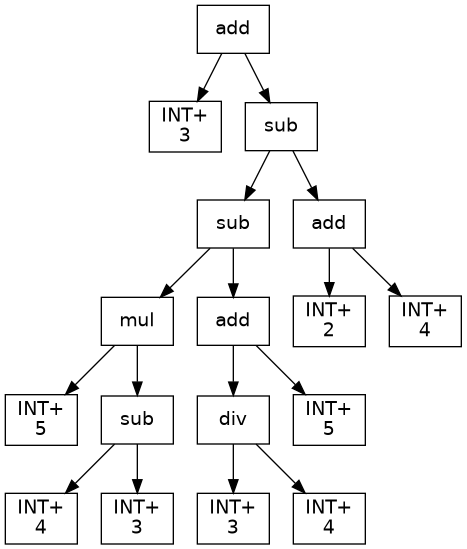 add
INT+
3
sub
sub
add
mul
add
INT+
2
INT+
4
INT+
5
sub
div
INT+
5
INT+
4
INT+
3
INT+
3
INT+
4